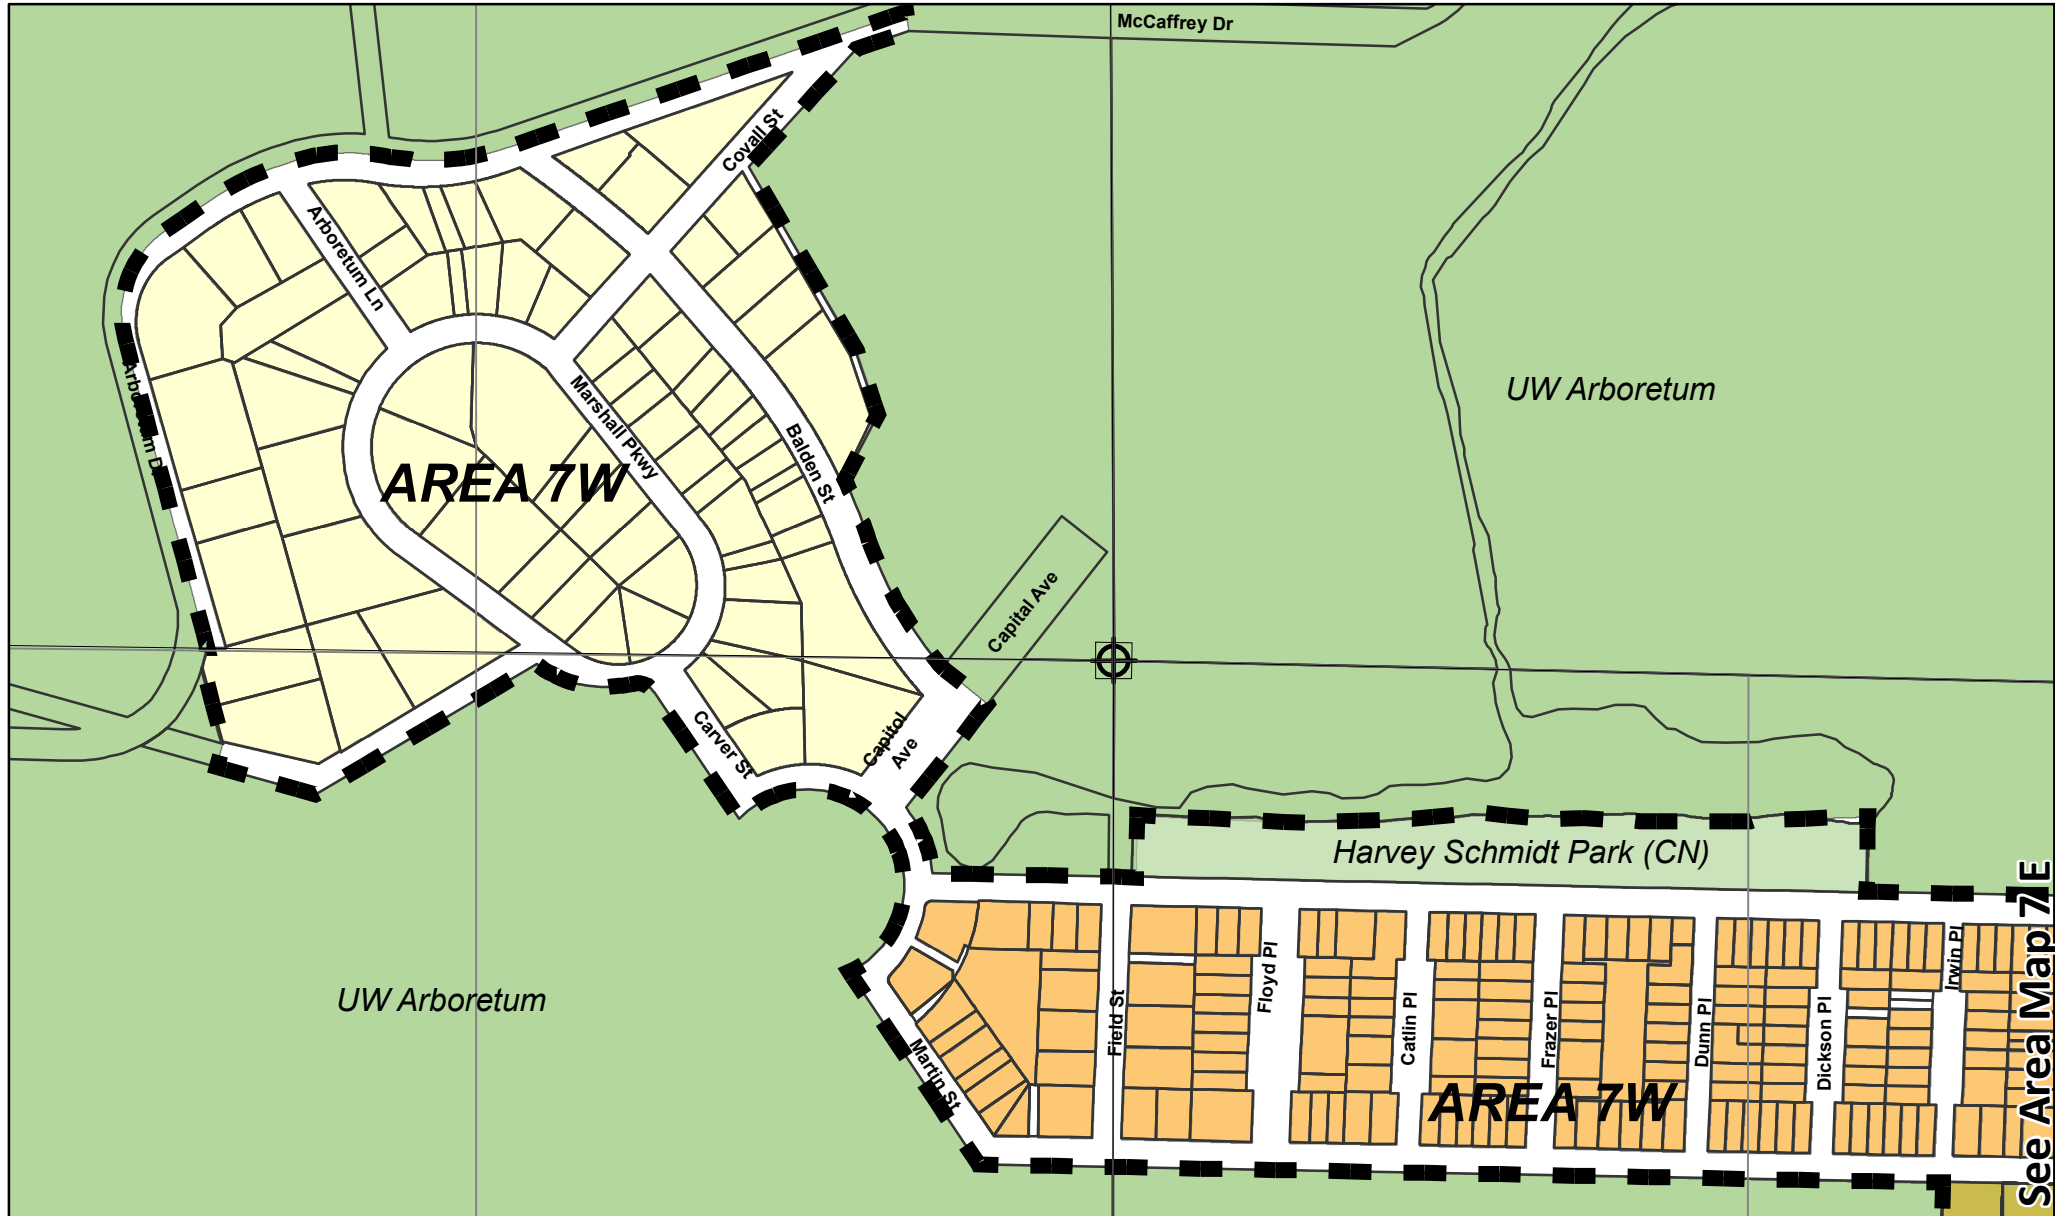 McCaffrey Dr
Covall St
Arboretum Ln
Arboretum Dr
Marshall Pkwy
Balden St
AREA 7W
UW Arboretum
Capital Ave
Carver St
Capitol
Ave
Harvey Schmidt Park (CN)
UW Arboretum
Martin St
Field St
Floyd Pl
Catlin Pl
Frazer Pl
Dunn Pl
Dickson Pl
Irwin Pl
AREA 7W
See Area Map 7E